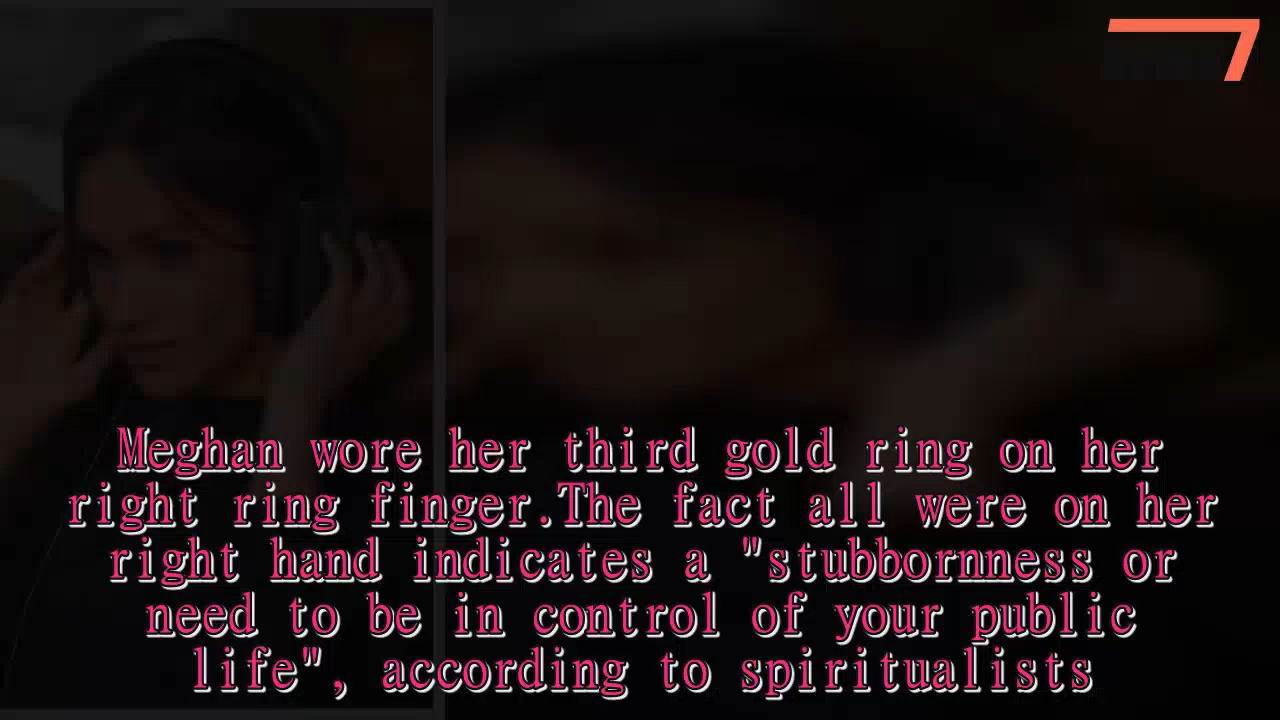 Meghan wore her third gold ring on her
right ring finger.The fact all were on her
right hand indicates a "stubbornness or
need to be in control of your public
life", according to spiritualists